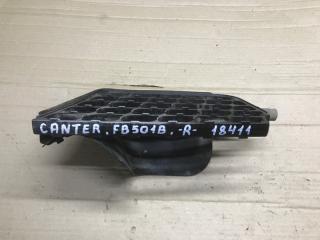 CANTER. FB501B. -R- 18411